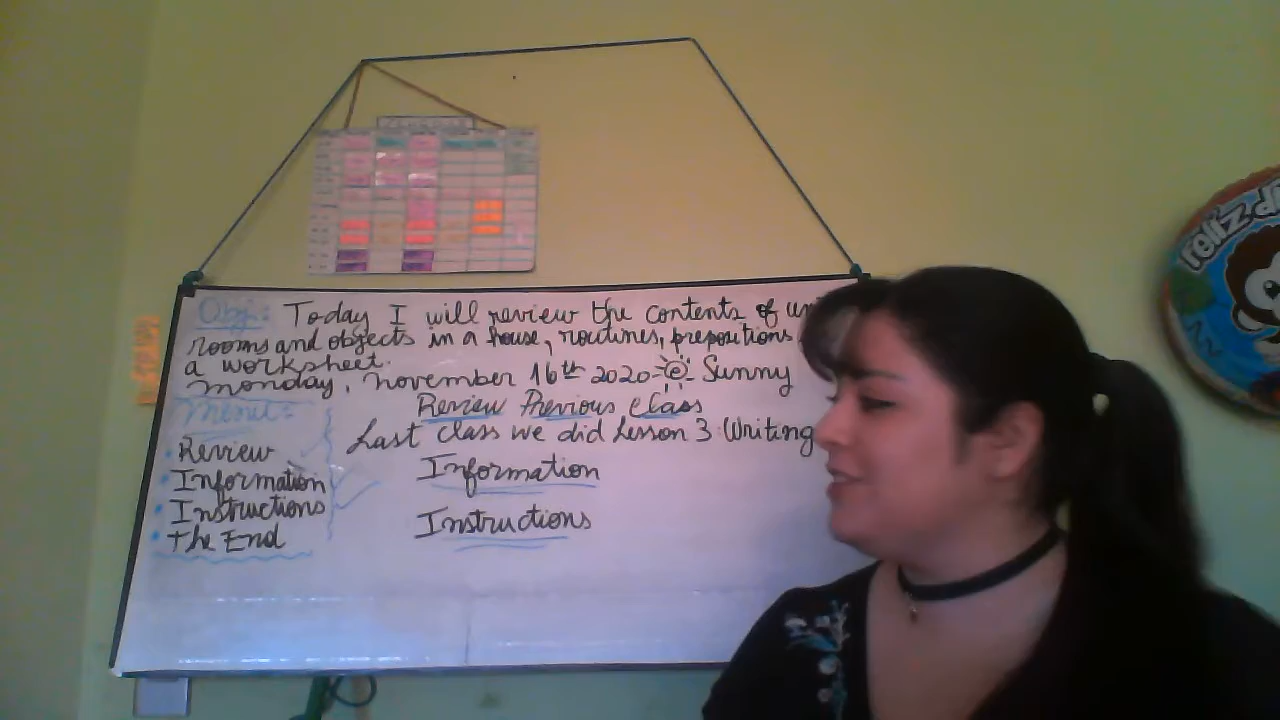 Obj: Today I will review the contents of
rooms and objects in a house, routines, prepositions
a worksheet.
Monday, november 16th 2020 Sunny
Menu:
Review
Information
Instructions
The End
Review Previous class
Last class we did Lesson 3 Writing
Information
Instructions
feliz